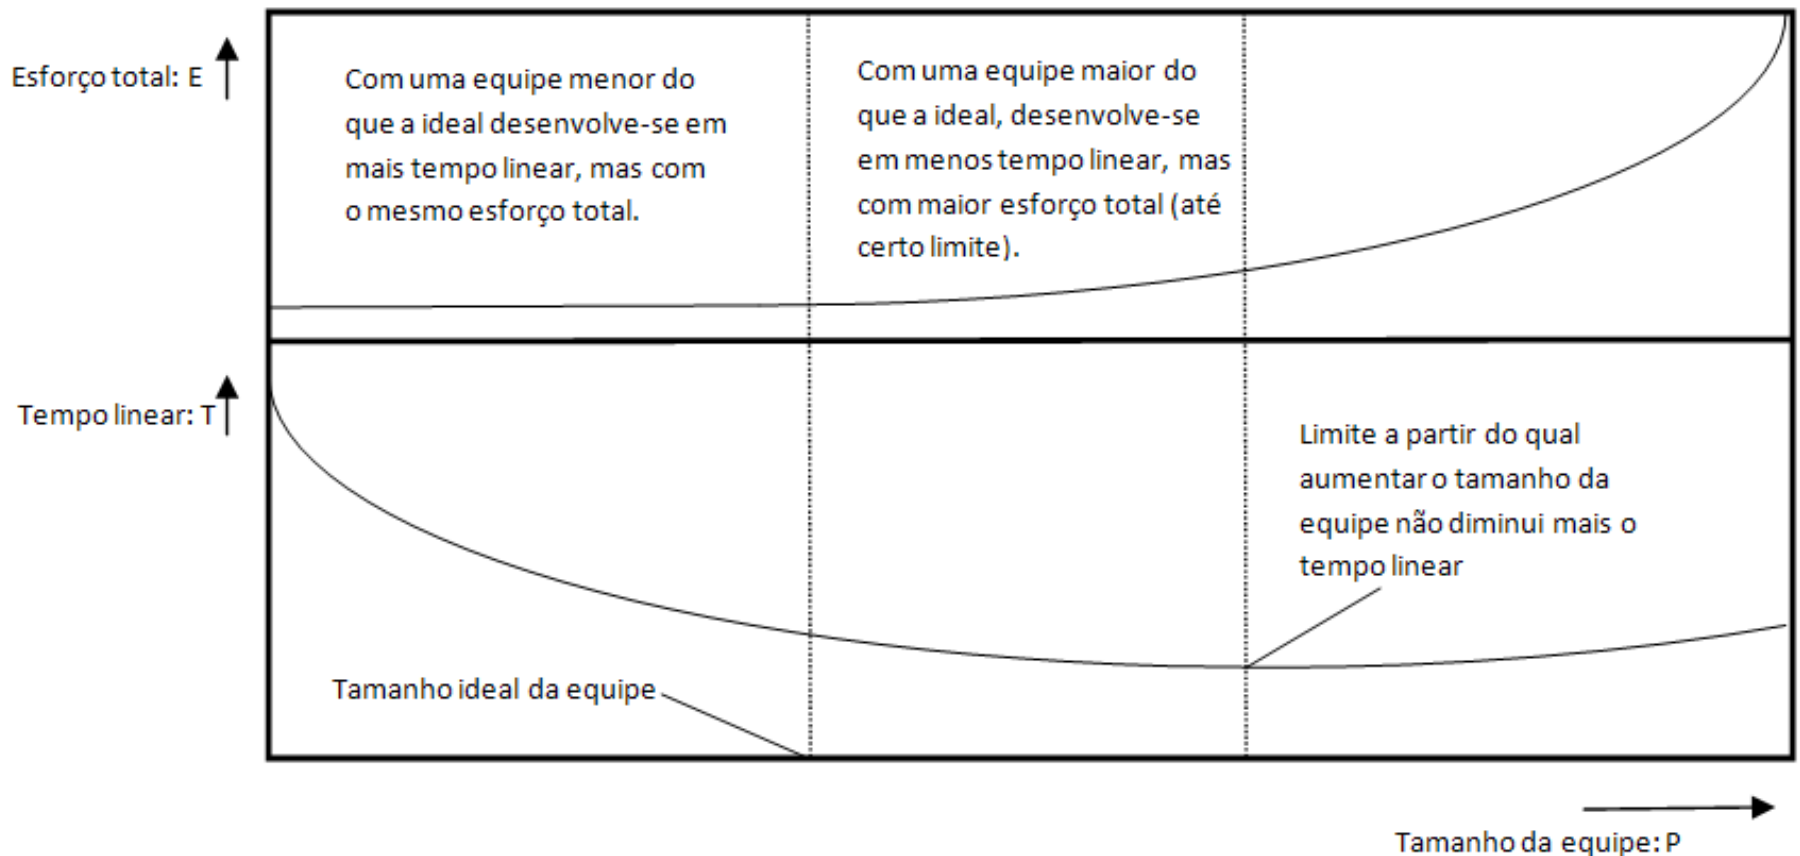 Esforço total: E
Com uma equipe menor do
que a ideal desenvolve-se em
mais tempo linear, mas com
o mesmo esforço total.
Com uma equipe maior do
que a ideal, desenvolve-se
em menos tempo linear, mas
com maior esforço total (até
certo limite).
Tempo linear: T
Limite a partir do qual
aumentar o tamanho da
equipe não diminui mais o
tempo linear
Tamanho ideal da equipe
Tamanho da equipe: P